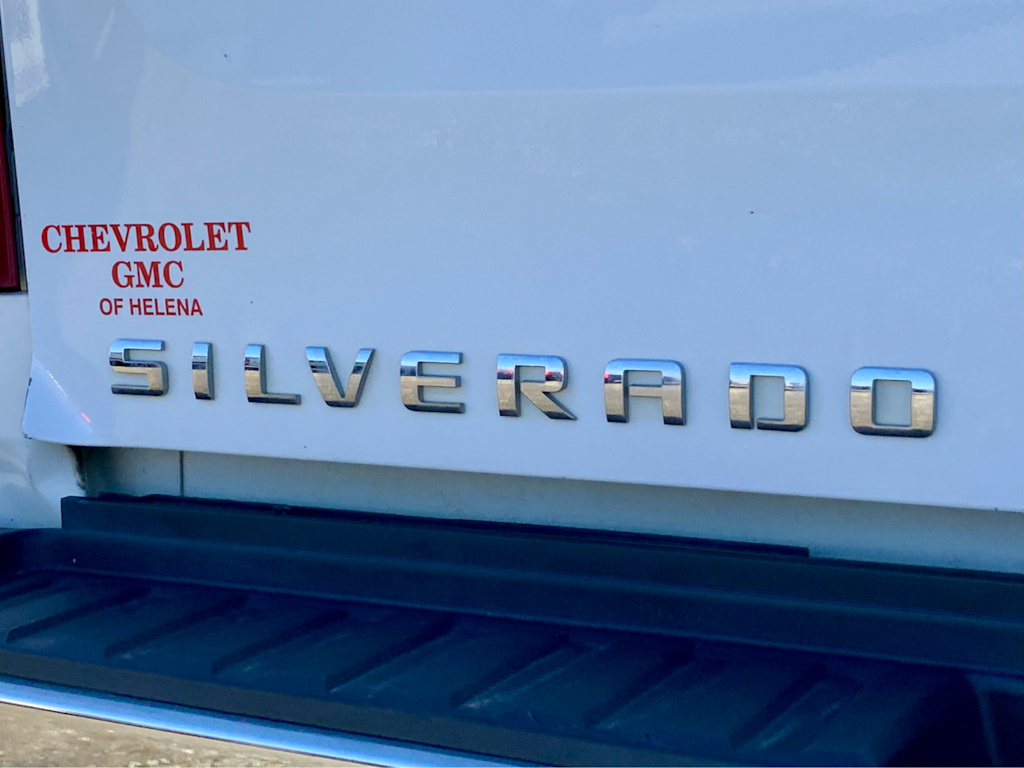 CHEVROLET
GMC
OF HELENA
SILVERADO